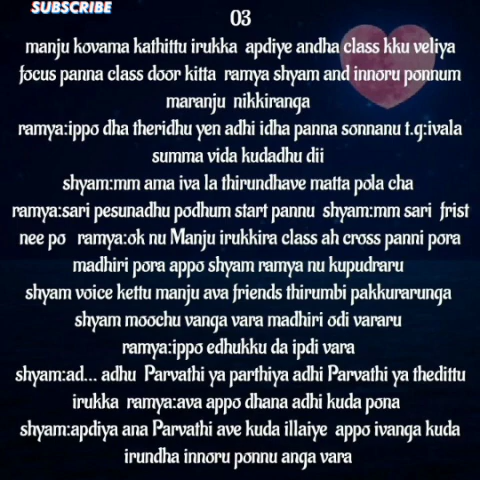 SUBSCRIBE
03
manju kovama kathittu irukka apdiye andha class kku veliya
focus panna class door kitta ramya shyam and innoru ponnum
maranju nikkiranga
ramya:ippo dha theridhu yen adhi idha panna sonnanu t.q:ivala
summa vida kudadhu dii
shyam:mm ama iva la thirundhave matta pola cha
ramya:sari pesunadhu podhum start pannu shyam:mm sari frist
nee po ramya:ok nu Manju irukkira class ah cross panni pora
madhiri pora appo shyam ramya nu kupudraru
shyam voice kettu manju ava friends thirumbi pakkurarunga
shyam moochu vanga vara madhiri odi vararu
ramya:ippo edhukku da ipdi vara
shyam:ad... adhu Parvathi ya parthiya adhi Parvathi ya thedittu
irukka ramya:ava appo dhana adhi kuda pona
shyam:apdiya ana Parvathi ave kuda illaiye appo ivanga kuda
irundha innoru ponnu anga vara